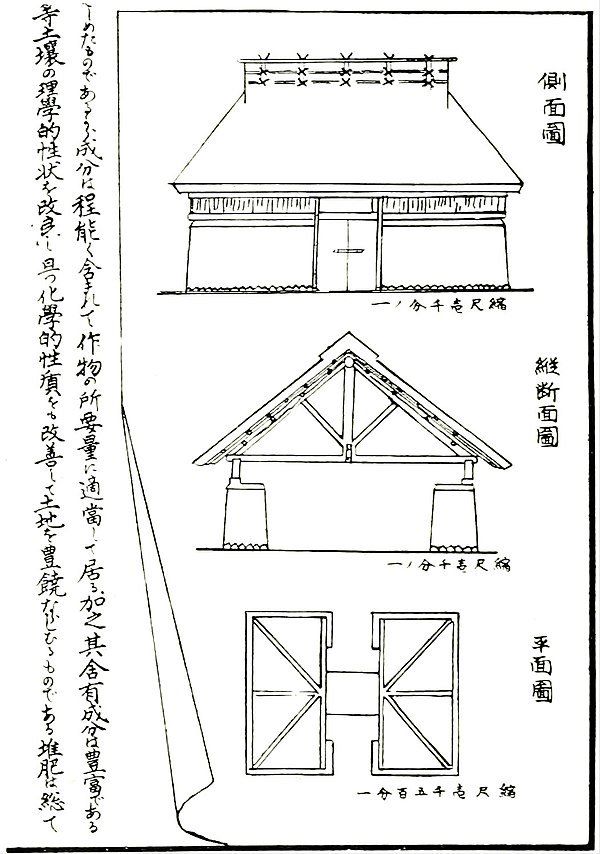 側面圖
縮尺壱千分ノ一
縦断面圖
縮尺壱千分ノ一
平面圖
縮尺壱千五百分一
しめたものであるから成分は程能く含まれて作物の所要量に適當して居る加之其含有成分は豊富である
等土壤の理學的性状を改良し且つ化學的性質をも改善して土地を豊饒ならしむるものである堆肥は総て